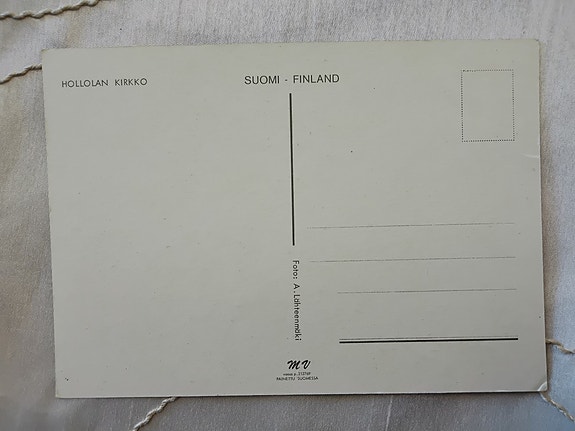 HOLLOLAN KIRKKO
SUOMI - FINLAND
Foto: A. Lähteenmäki
MV
PAINETTU SUOMESSA